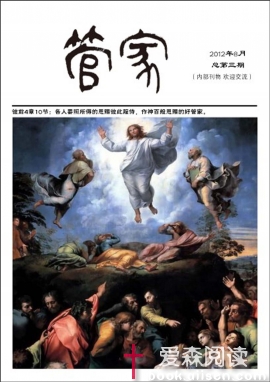 管家
2012年8月
总第三期
（内部刊物 欢迎交流）
彼前4章10节：各人要照所得的恩赐彼此服侍，作神百般恩赐的好管家。
爱森阅读